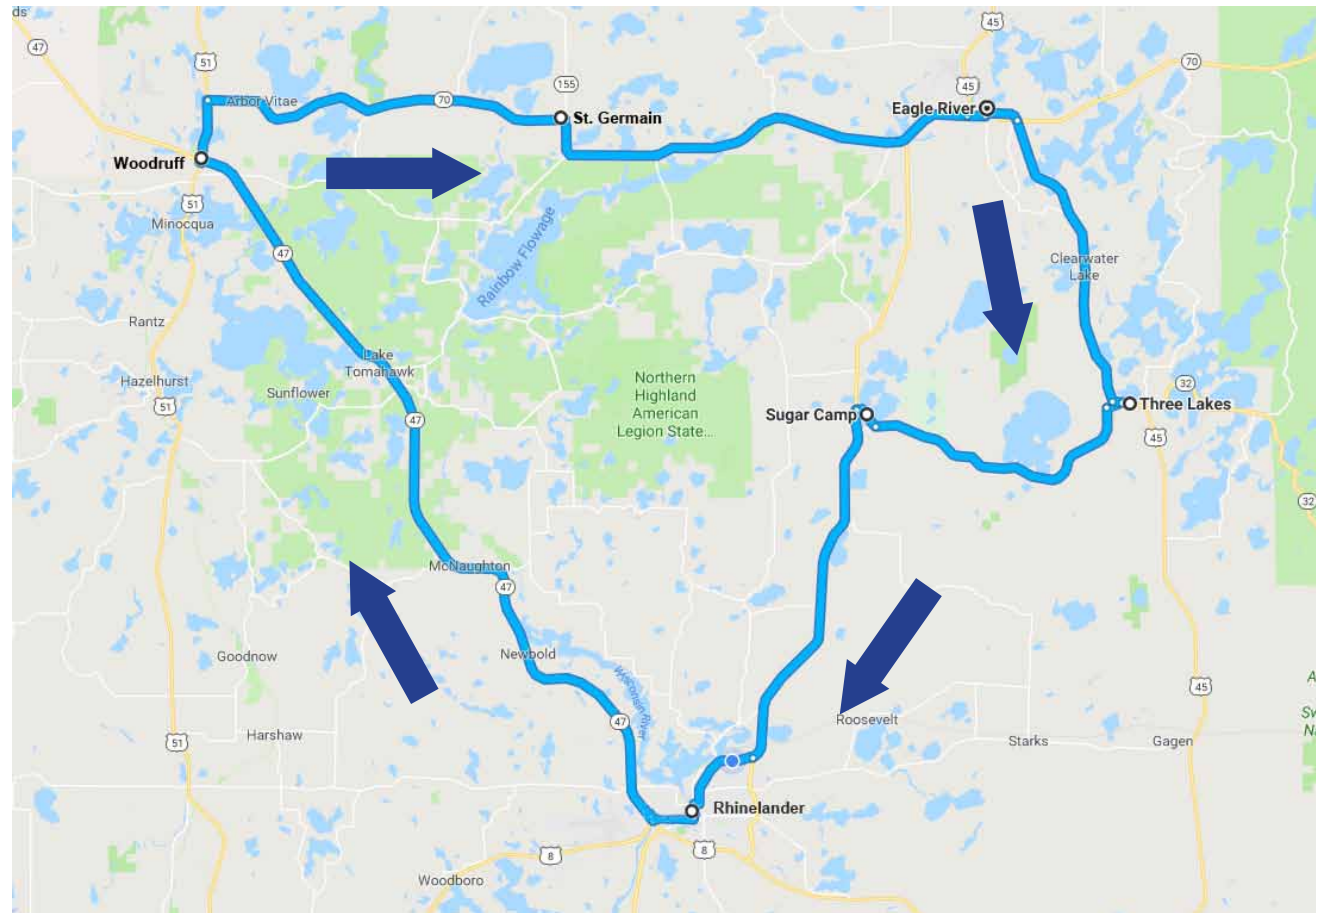 ds
47
51
45
155
70
Arbor Vitae
70
45
Eagle River
St. Germain
Woodruff
51
Minocqua
47
Rainbow Flowage
Clearwater
Lake
Rantz
Lake
Tomahawk
Hazelhurst
Sunflower
51
47
Northern
Highland
American
Legion State...
32
Three Lakes
Sugar Camp
45
32
McNaughton
47
Newbold
Goodnow
Wisconsin River
45
A
Sw
N
47
Roosevelt
Harshaw
51
Starks
Gagen
Rhinelander
8
8
Woodboro